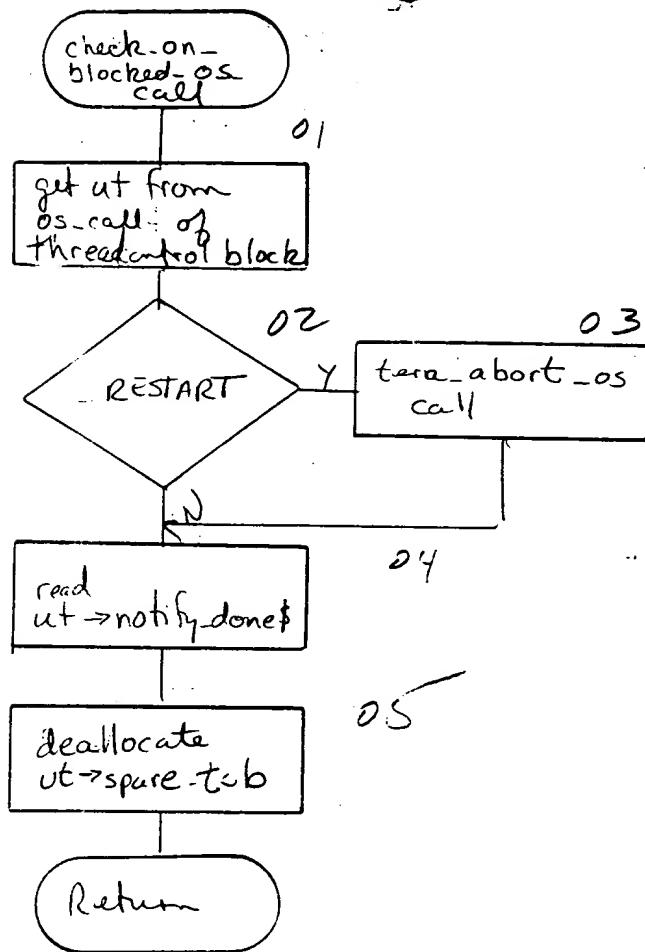 check_on_
blocked_os
call
01
get ut from
os_call of
threadcontrol block
02
03
RESTART
Y
tera_abort_os
call
N
04
read
ut→notify_done$
05
deallocate
ut→spare_tcb
Return